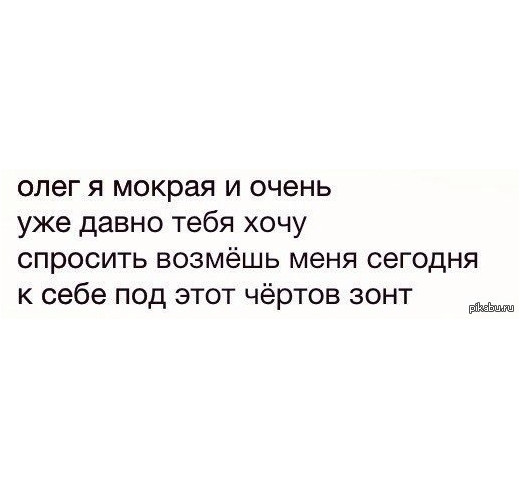 олег я мокрая и очень
уже давно тебя хочу
спросить возмёшь меня сегодня
к себе под этот чёртов зонт
pikabu.ru